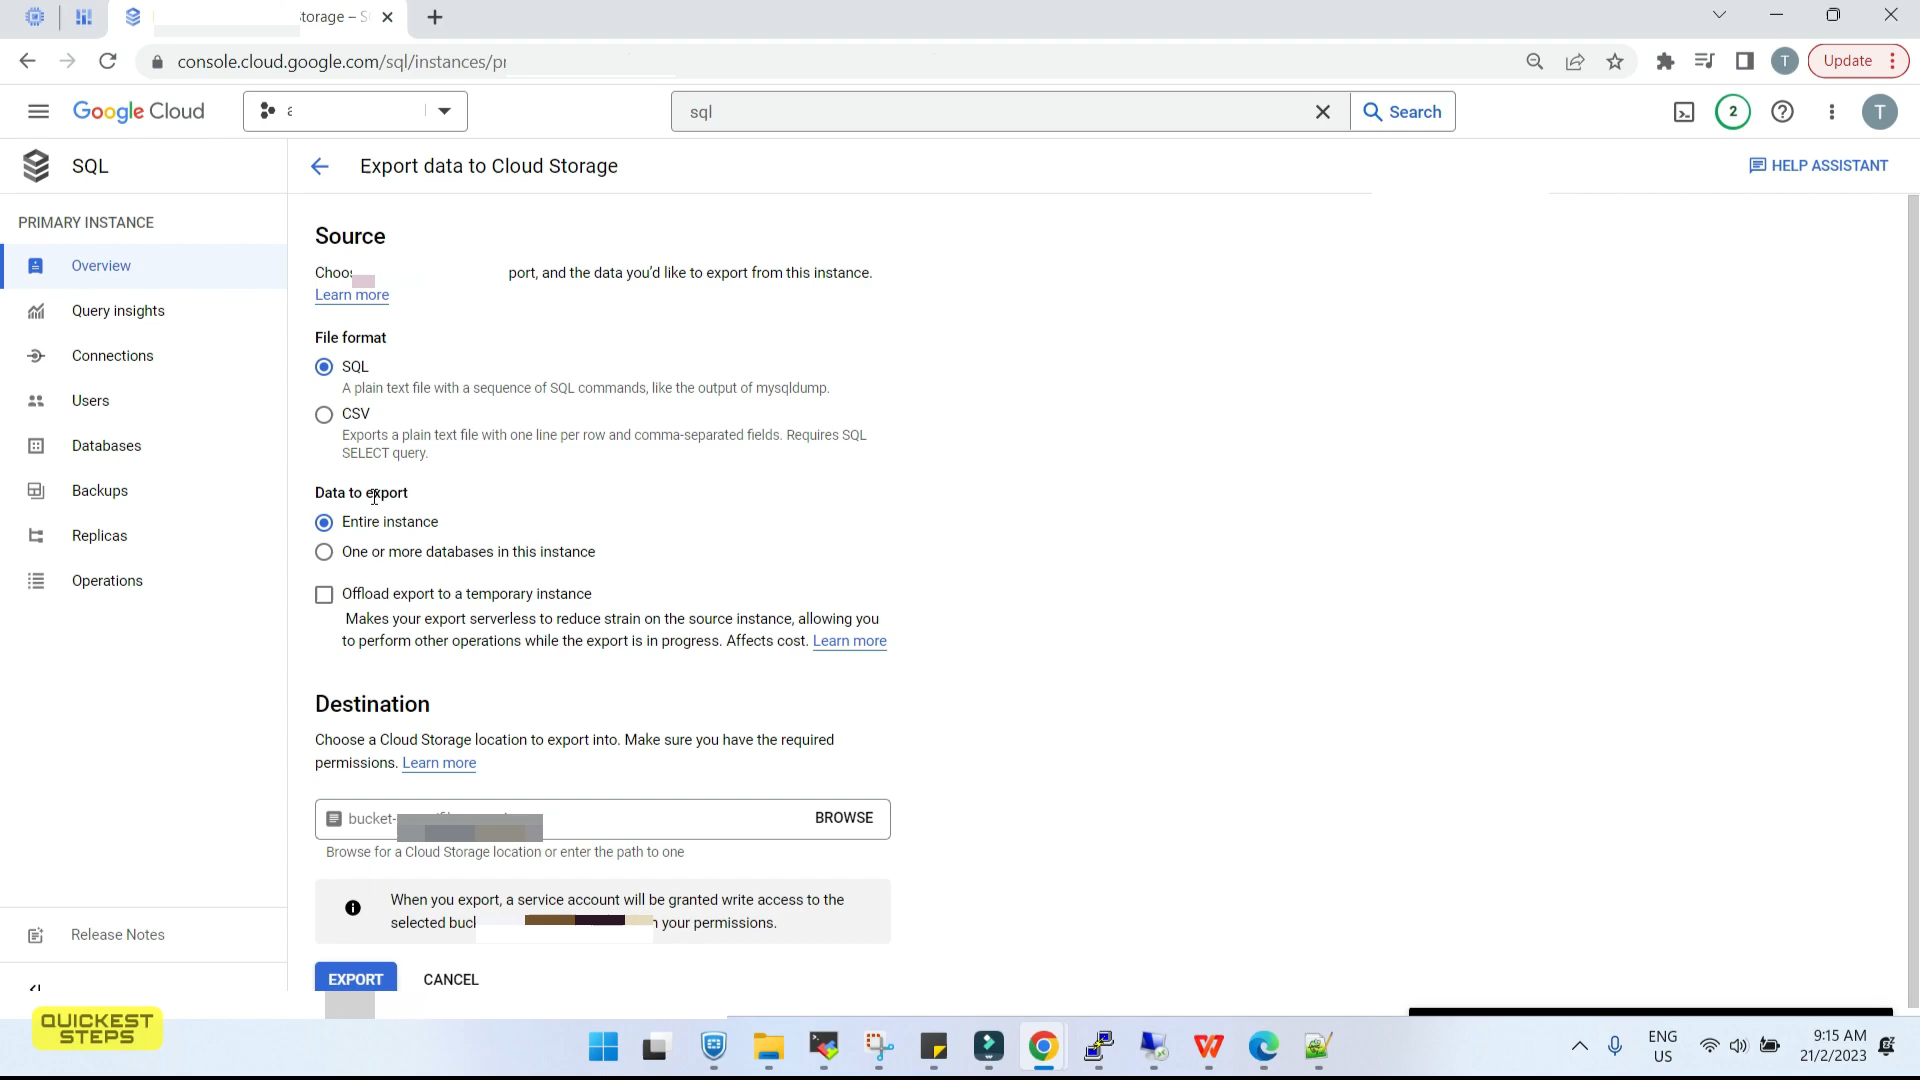 Storage – S
console.cloud.google.com/sql/instances/pr
Update
Google Cloud
sql
Search
2
T
SQL
Export data to Cloud Storage
HELP ASSISTANT
PRIMARY INSTANCE
Overview
Query insights
Connections
Users
Databases
Backups
Replicas
Operations
Release Notes
Source
port, and the data you'd like to export from this instance.
Learn more
File format
SQL
A plain text file with a sequence of SQL commands, like the output of mysqldump.
CSV
Exports a plain text file with one line per row and comma-separated fields. Requires SQL
SELECT query.
Data to export
Entire instance
One or more databases in this instance
Offload export to a temporary instance
Makes your export serverless to reduce strain on the source instance, allowing you
to perform other operations while the export is in progress. Affects cost. Learn more
Destination
Choose a Cloud Storage location to export into. Make sure you have the required
permissions. Learn more
bucket-
BROWSE
Browse for a Cloud Storage location or enter the path to one
When you export, a service account will be granted write access to the
selected your permissions.
EXPORT
CANCEL
QUICKEST
STEPS
ENG
US
9:15 AM
21/2/2023